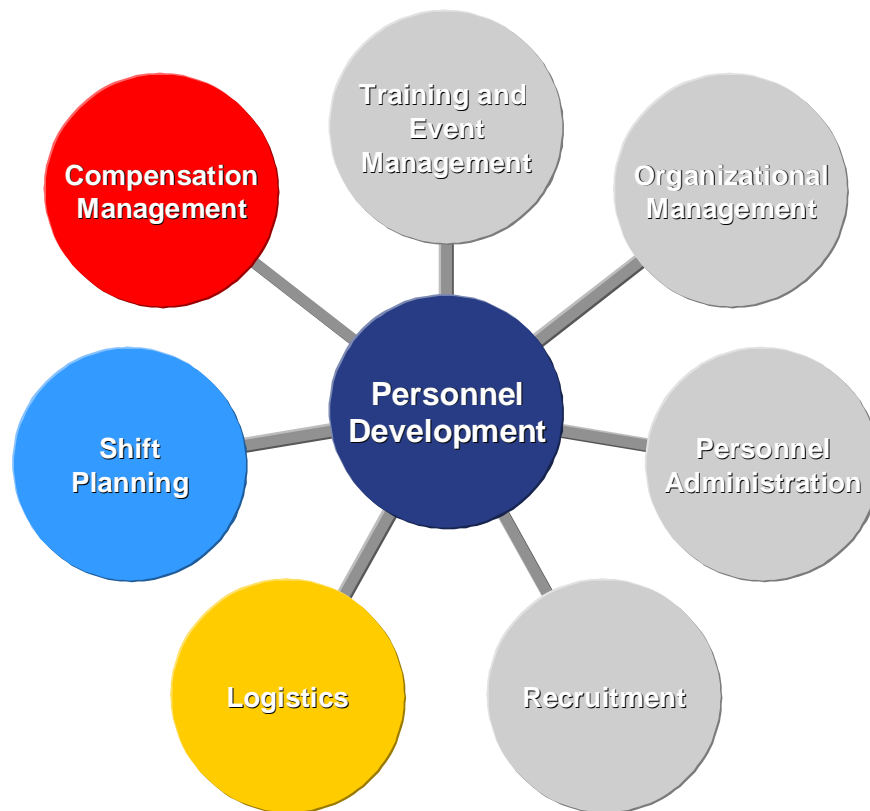 Training and
Event
Management
Compensation
Management
Organizational
Management
Personnel
Development
Shift
Planning
Personnel
Administration
Logistics
Recruitment